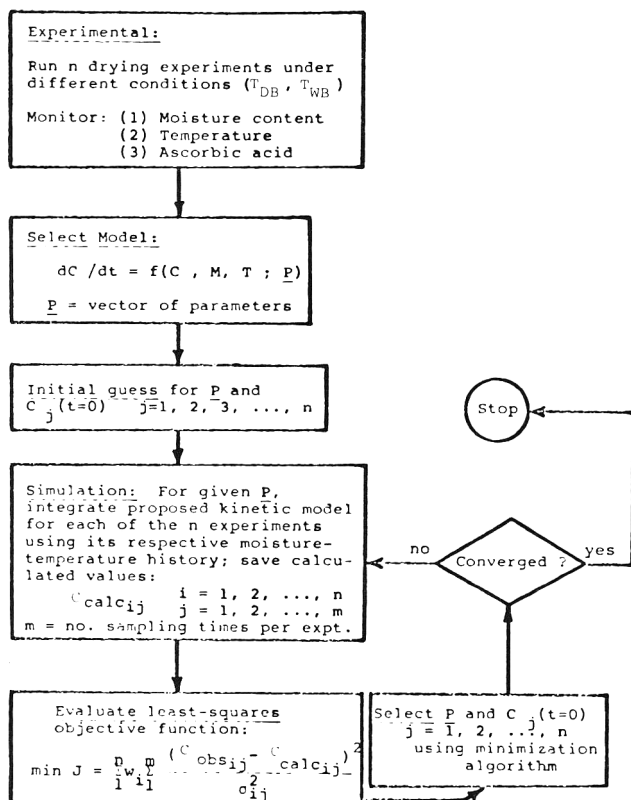 Experimental:
Run n drying experiments under
different conditions (T_DB, T_WB)
Monitor: (1) Moisture content
(2) Temperature
(3) Ascorbic acid
Select Model:
dC /dt = f(C , M, T ; P)
P = vector of parameters
Initial guess for P and
C_j(t=0) j=1, 2, 3, ..., n
Simulation: For given P,
integrate proposed kinetic model
for each of the n experiments
using its respective moisture-
temperature history; save calcu-
lated values:
C_calc_ij i = 1, 2, ..., n
j = 1, 2, ..., m
m = no. sampling times per expt.
Evaluate least-squares
objective function:
min J = n Σ 1 w_i m Σ 1 (C_obs_ij - C_calc_ij)^2 / σ_ij^2
Select P and C_j(t=0)
j = 1, 2, ..., n
using minimization
algorithm
no
Converged ?
yes
Stop